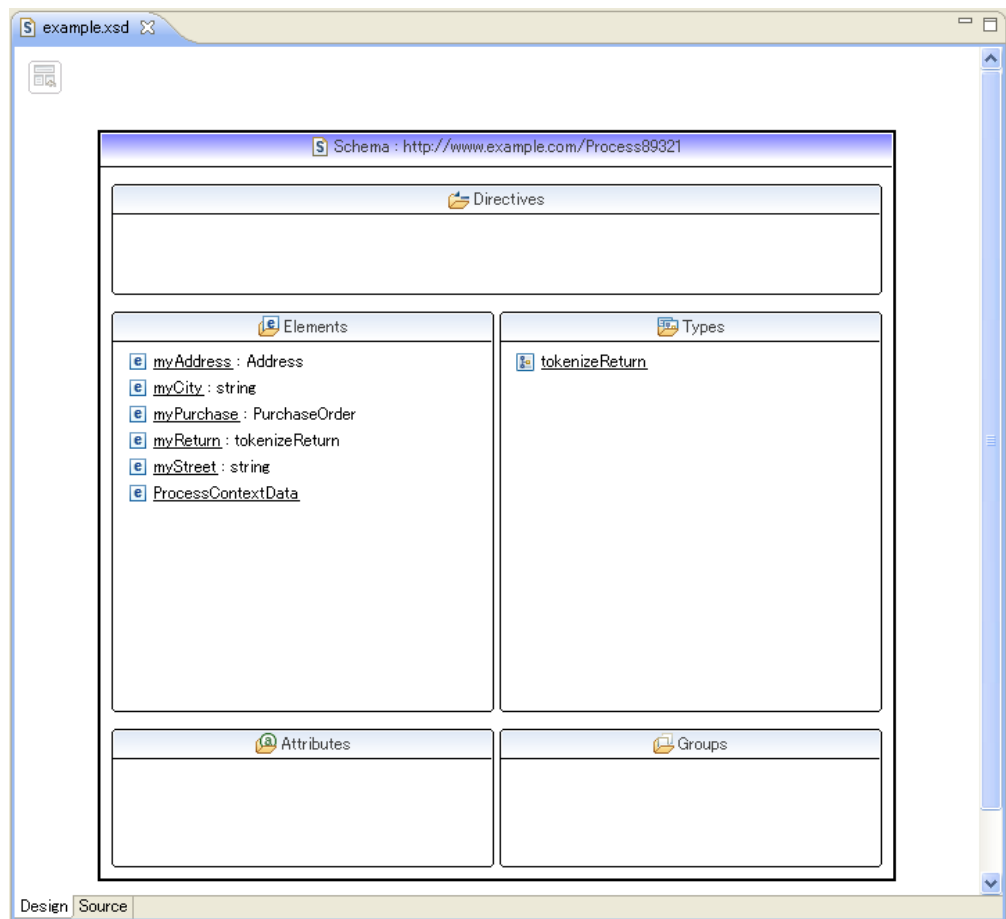 example.xsd
Schema : http://www.example.com/Process89321
Directives
Elements
myAddress : Address
myCity : string
myPurchase : PurchaseOrder
myReturn : tokenizeReturn
myStreet : string
ProcessContextData
Types
tokenizeReturn
Attributes
Groups
Design Source